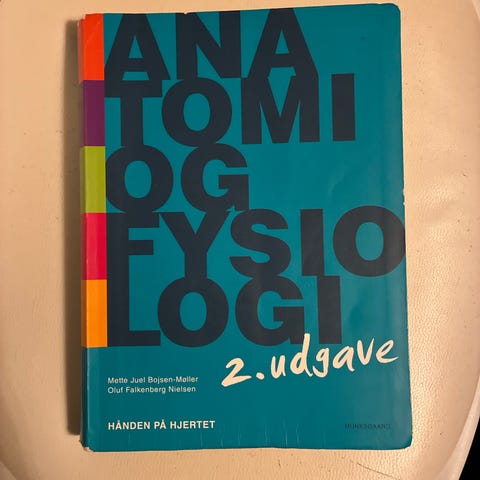 ANA
TOMI
OG
FYSIO
LOGI
2. udgave
Mette Juel Bojsen-Møller
Oluf Falkenberg Nielsen
HÅNDEN PÅ HJERTET
MUNKSGAARD